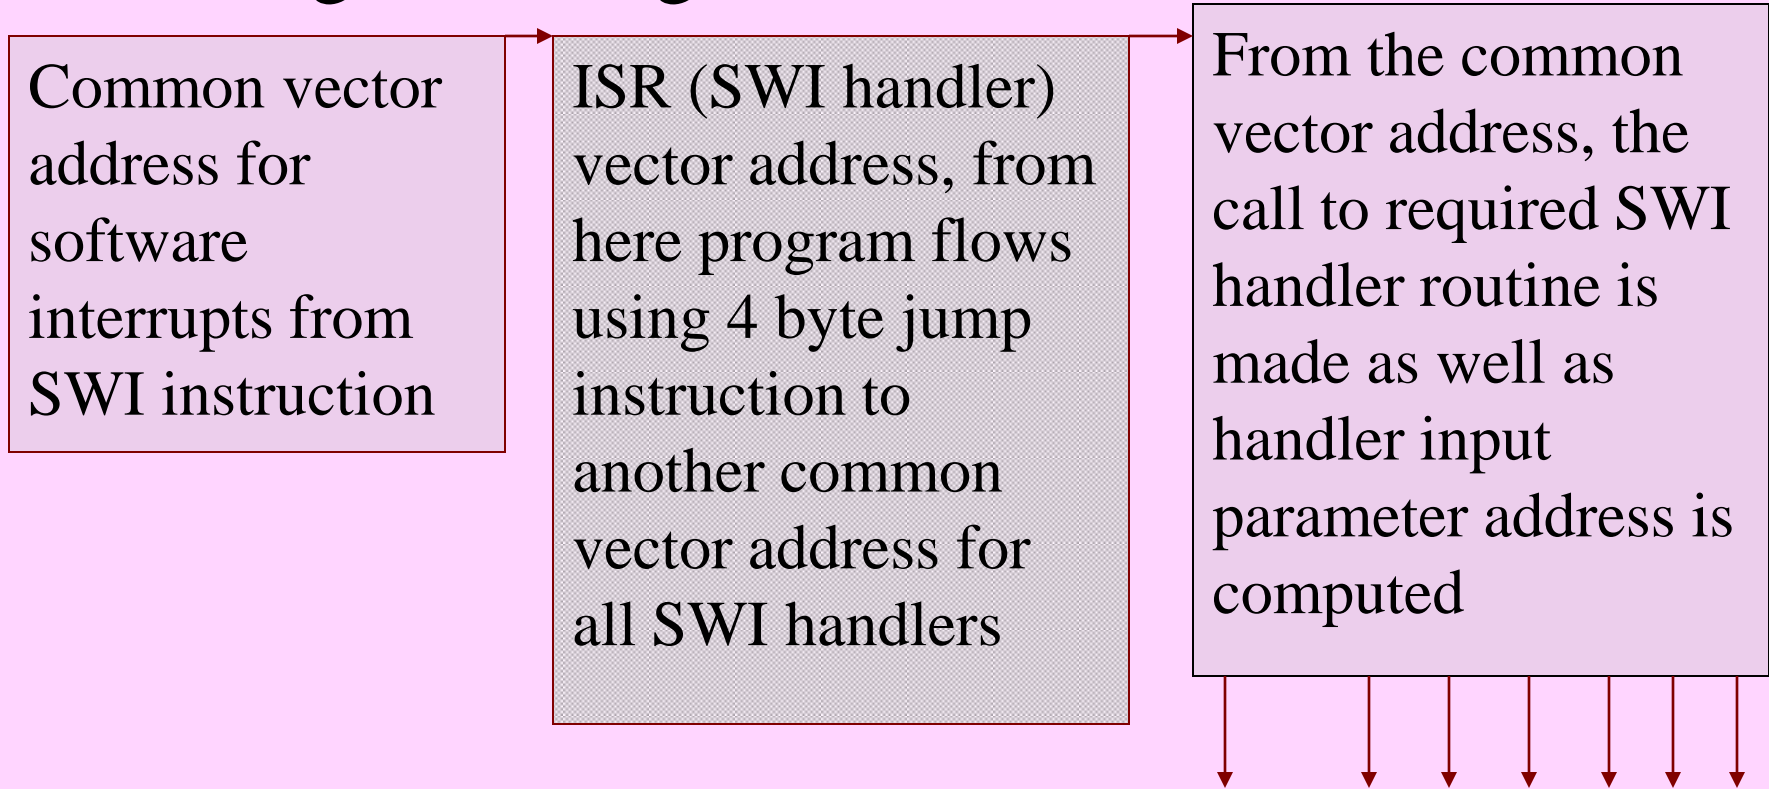 Common vector
address for
software
interrupts from
SWI instruction
ISR (SWI handler)
vector address, from
here program flows
using 4 byte jump
instruction to
another common
vector address for
all SWI handlers
From the common
vector address, the
call to required SWI
handler routine is
made as well as
handler input
parameter address is
computed